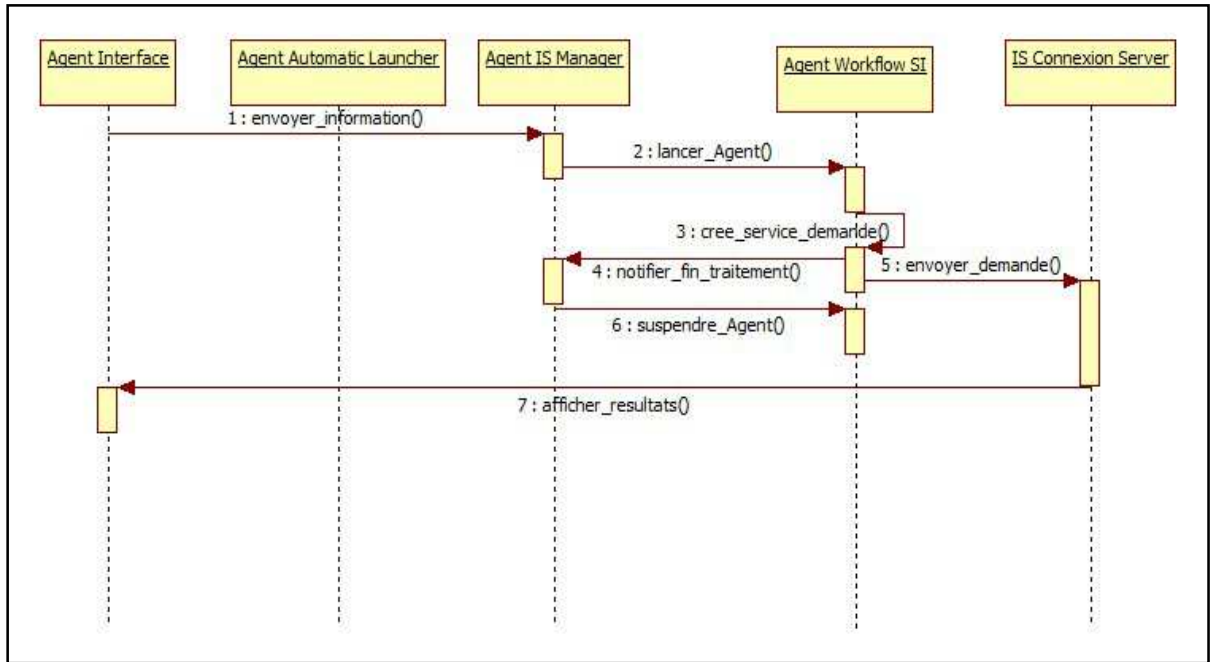 Agent Interface
Agent Automatic Launcher
Agent IS Manager
Agent Workflow SI
IS Connexion Server
1 : envoyer_information()
2 : lancer_Agent()
3 : cree_service_demande()
4 : notifier_fin_traitement()
5 : envoyer_demande()
6 : suspendre_Agent()
7 : afficher_resultats()